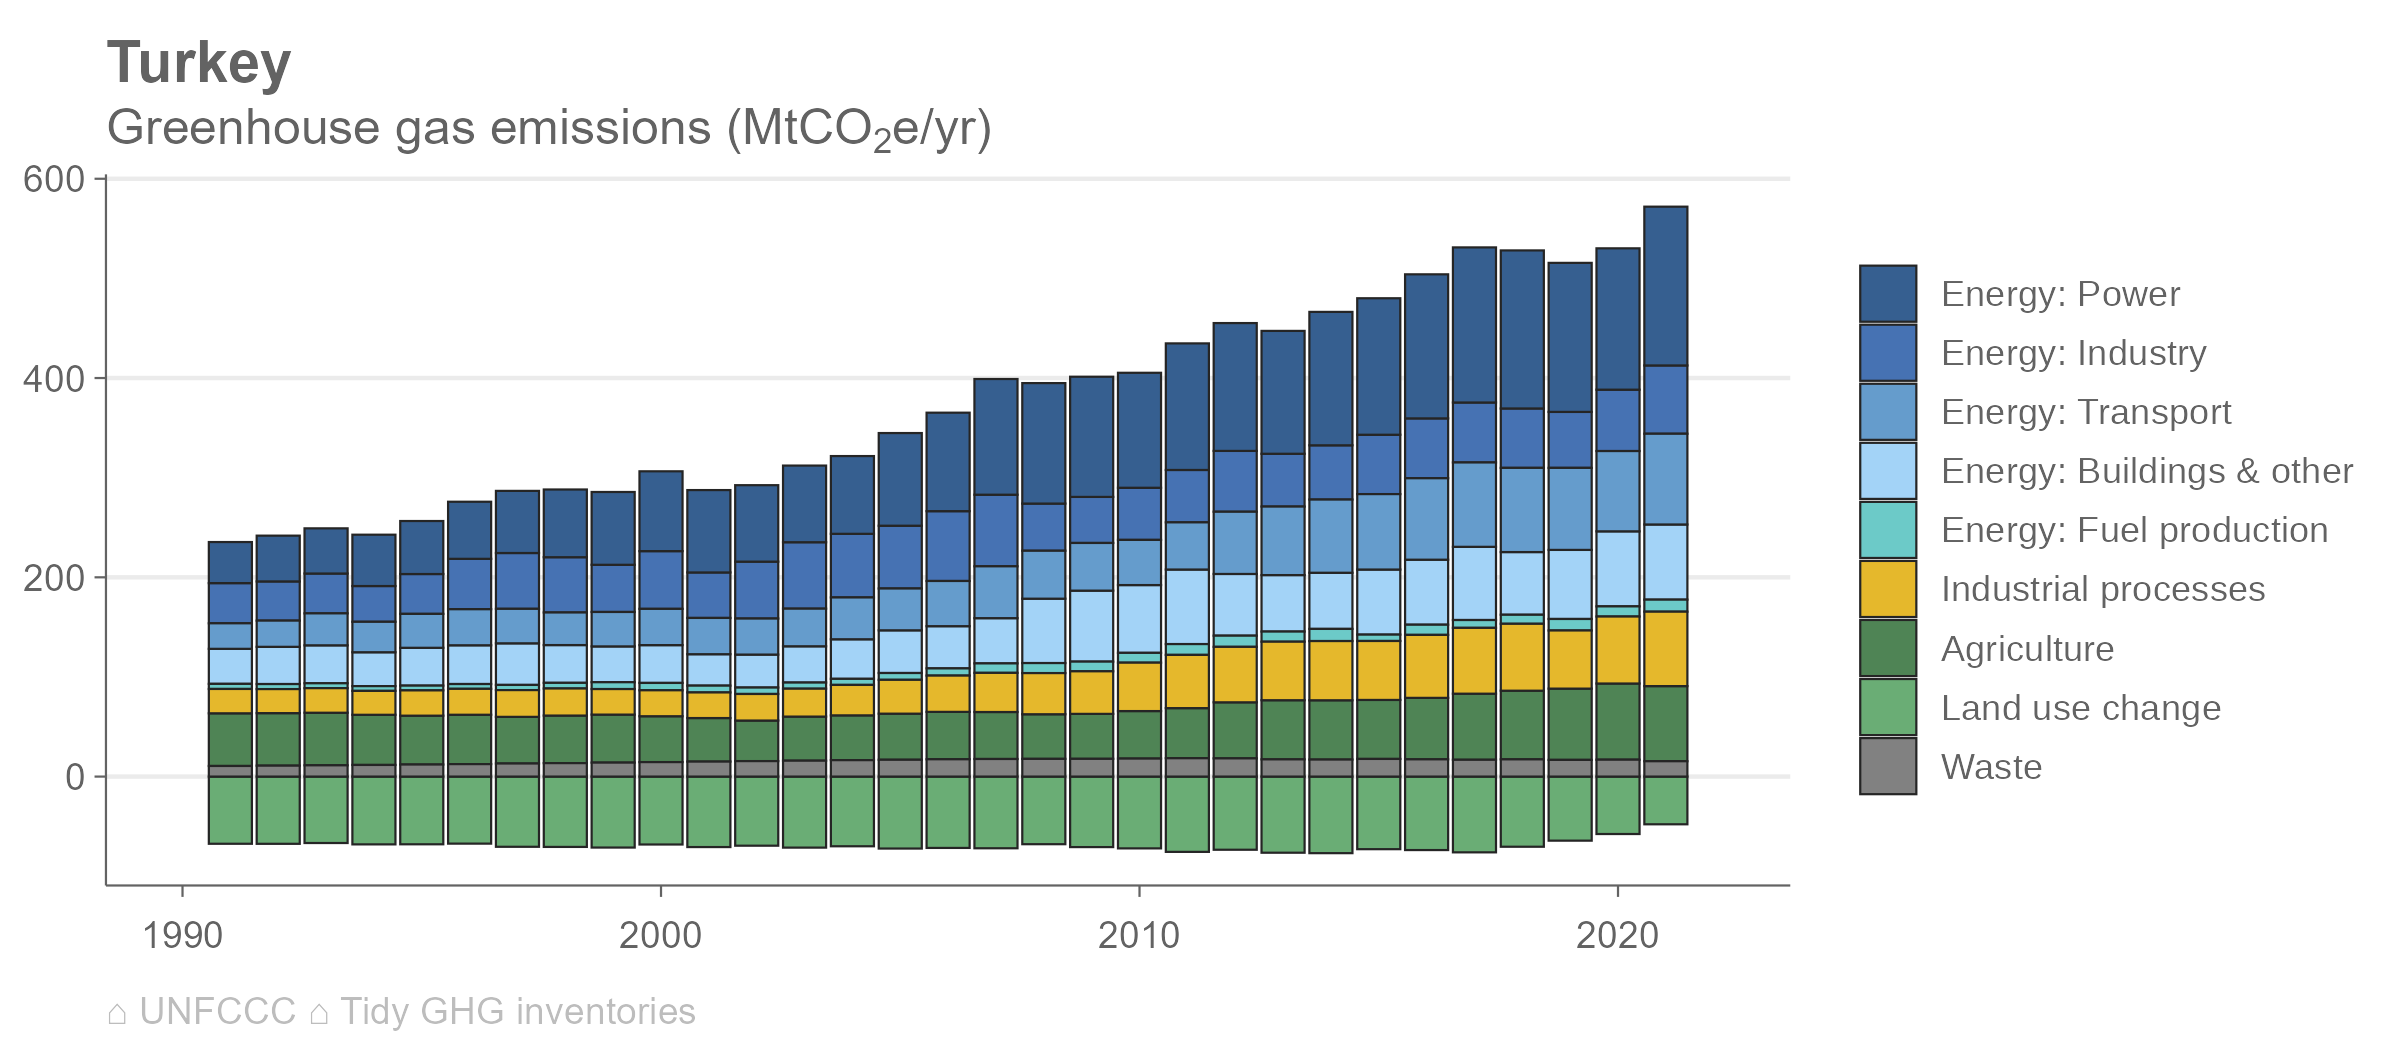 Turkey
Greenhouse gas emissions (MtCO₂e/yr)
600
400
200
0
1990 2000 2010 2020
Energy: Power
Energy: Industry
Energy: Transport
Energy: Buildings & other
Energy: Fuel production
Industrial processes
Agriculture
Land use change
Waste
⌂ UNFCCC ⌂ Tidy GHG inventories